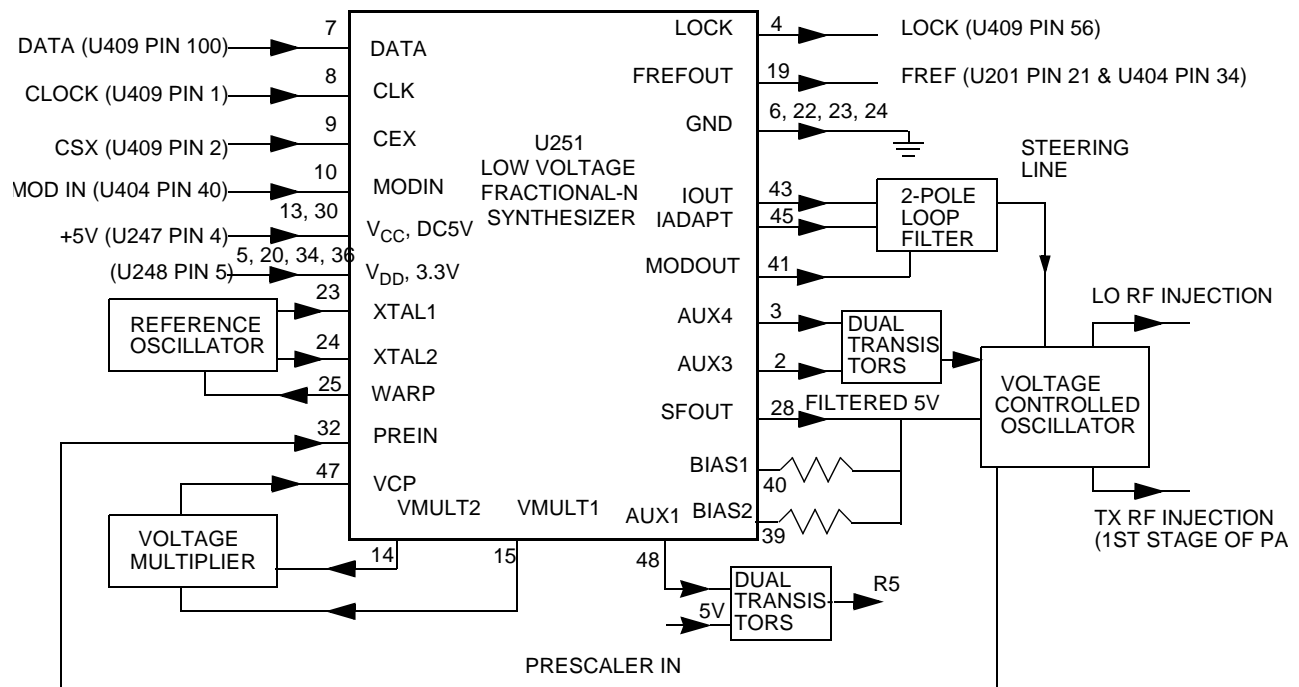 DATA (U409 PIN 100)
7
DATA
CLOCK (U409 PIN 1)
8
CLK
CSX (U409 PIN 2)
9
CEX
MOD IN (U404 PIN 40)
10
MODIN
13, 30
+5V (U247 PIN 4)
VCC, DC5V
5, 20, 34, 36
(U248 PIN 5)
VDD, 3.3V
REFERENCE
OSCILLATOR
23
XTAL1
24
XTAL2
25
WARP
32
PREIN
47
VCP
VOLTAGE
MULTIPLIER
VMULT2
14
VMULT1
15
U251
LOW VOLTAGE
FRACTIONAL-N
SYNTHESIZER
LOCK
4
LOCK (U409 PIN 56)
FREFOUT
19
FREF (U201 PIN 21 & U404 PIN 34)
GND
6, 22, 23, 24
IOUT
43
IADAPT
45
2-POLE
LOOP
FILTER
STEERING
LINE
MODOUT
41
AUX4
3
AUX3
2
DUAL
TRANSIS
TORS
SFOUT
28
FILTERED 5V
BIAS1
40
BIAS2
39
AUX1
48
5V
DUAL
TRANSIS
TORS
R5
LO RF INJECTION
VOLTAGE
CONTROLLED
OSCILLATOR
TX RF INJECTION
(1ST STAGE OF PA
PRESCALER IN